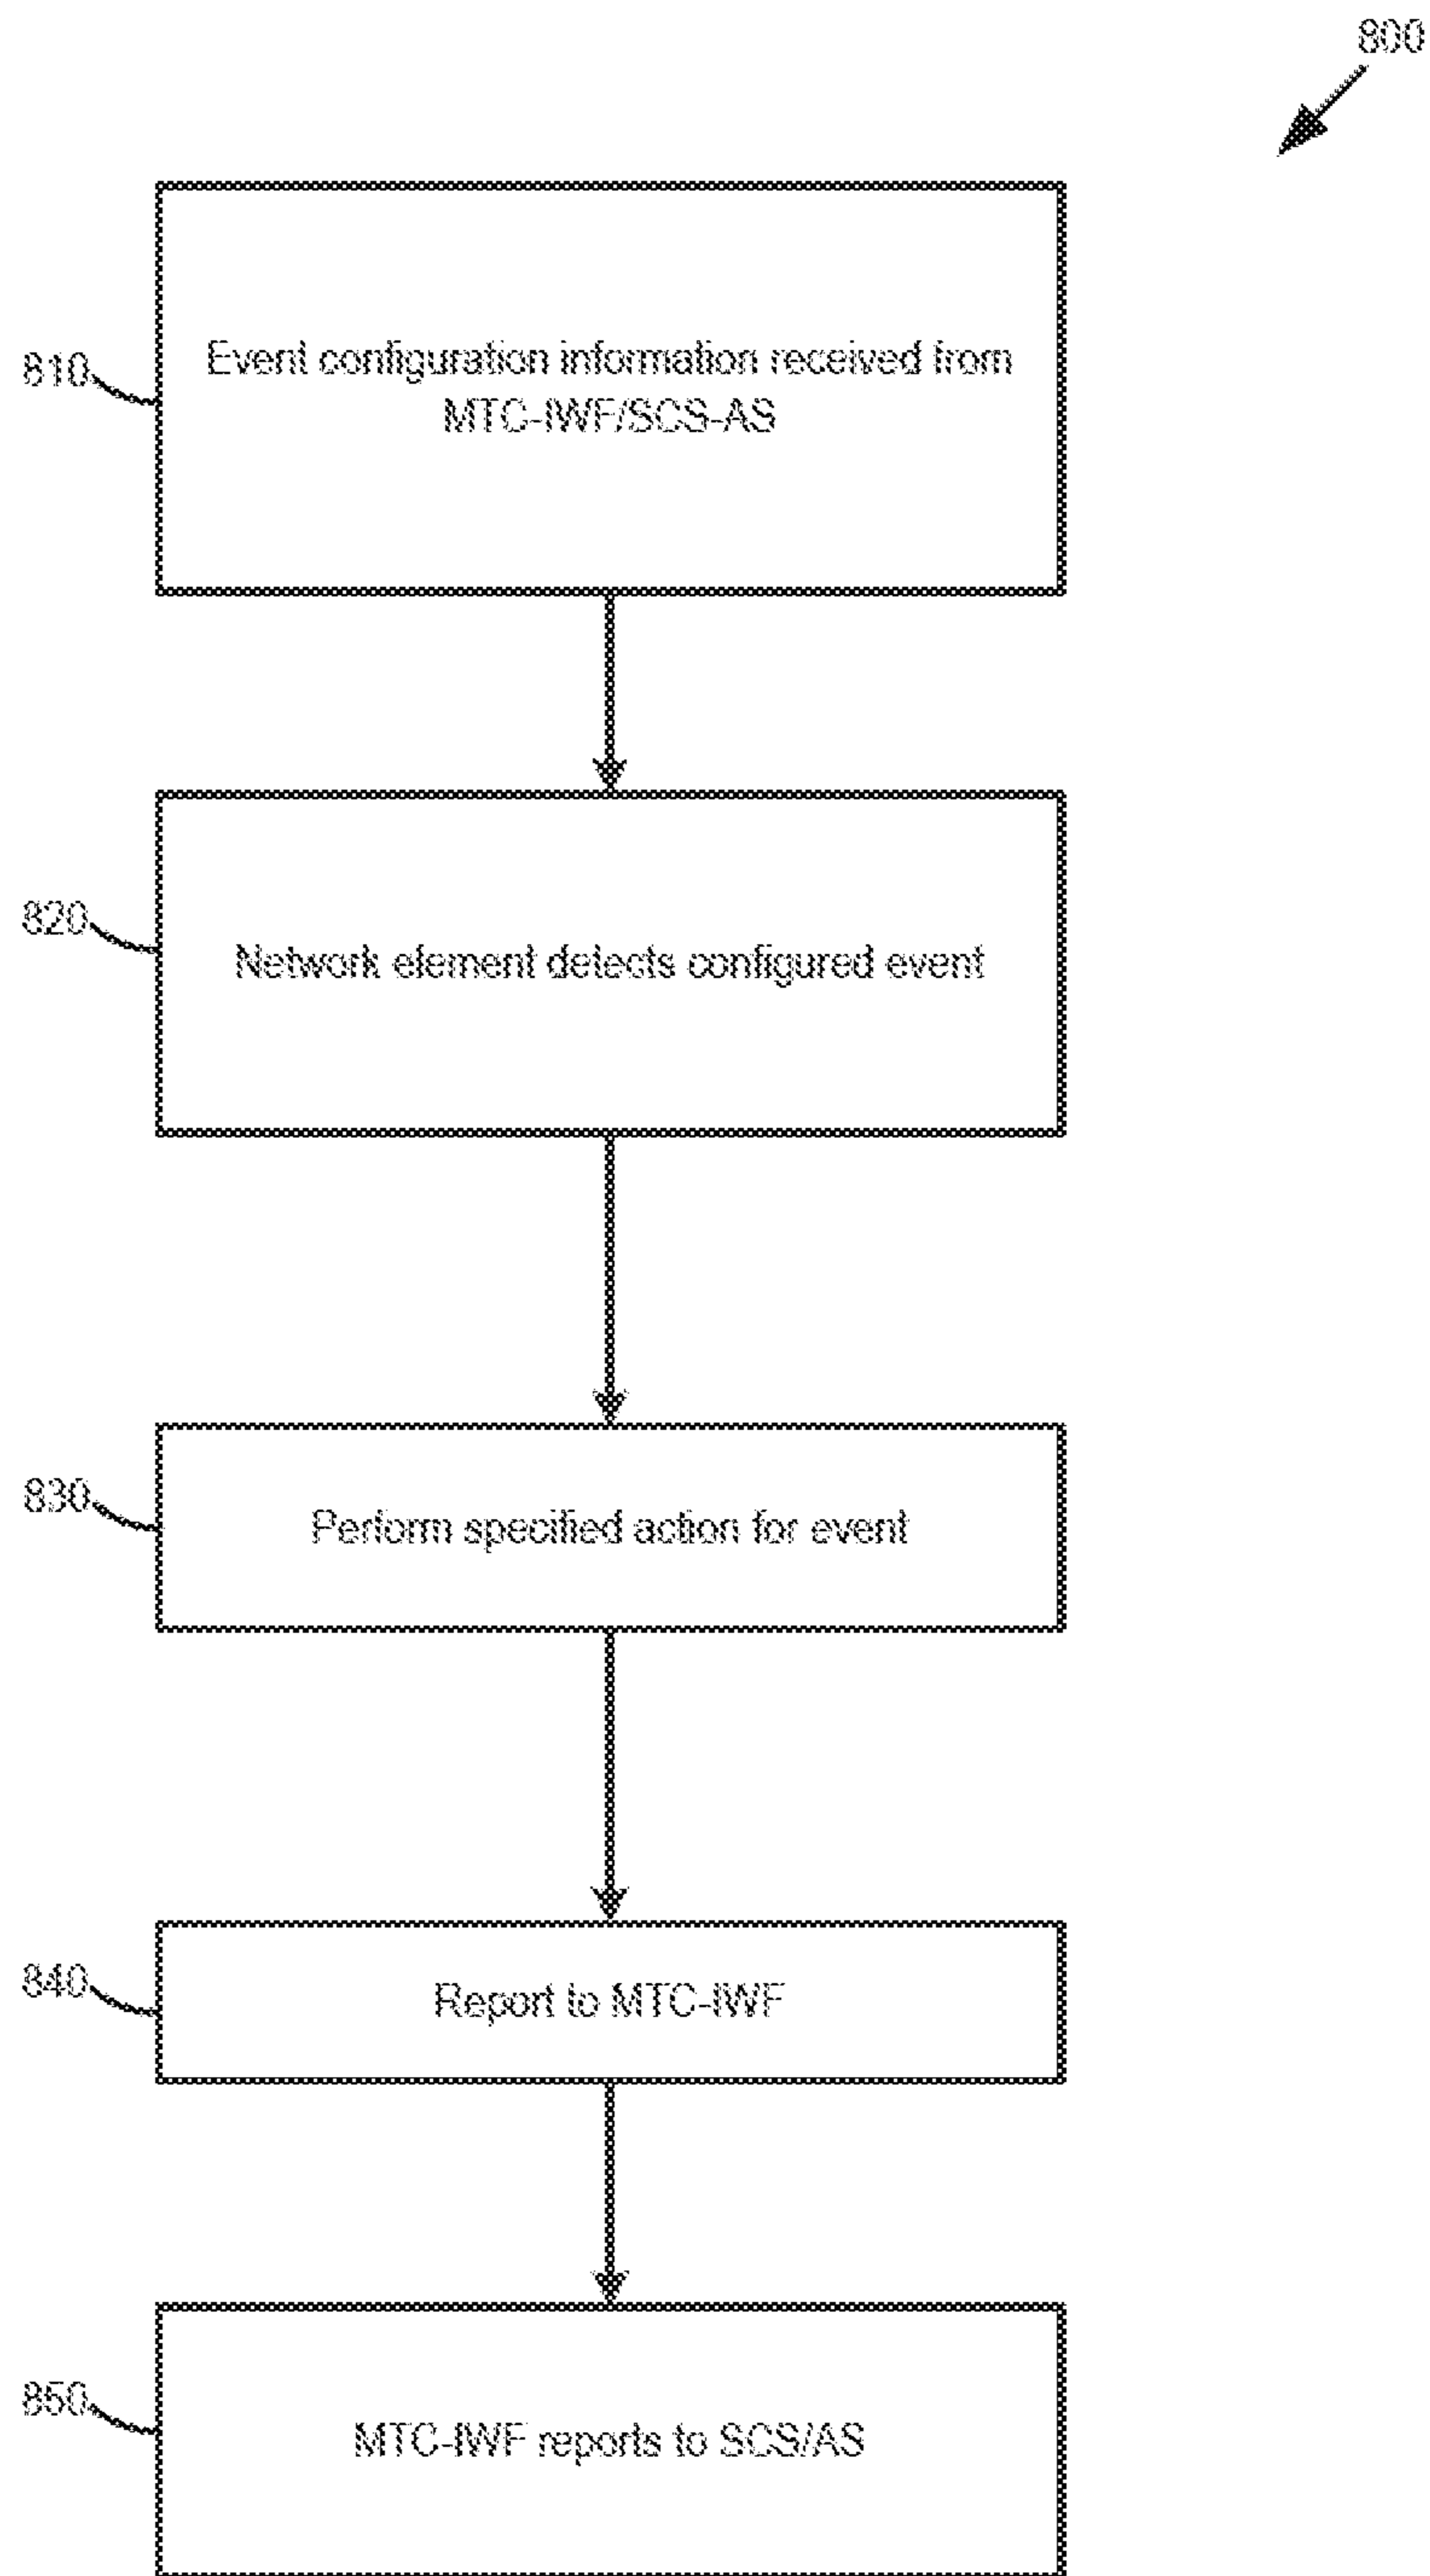 800
810
Event configuration information received from
MTC-IWF/SCS-AS
820
Network element detects configured event
830
Perform specified action for event
840
Report to MTC-IWF
850
MTC-IWF reports to SCS/AS